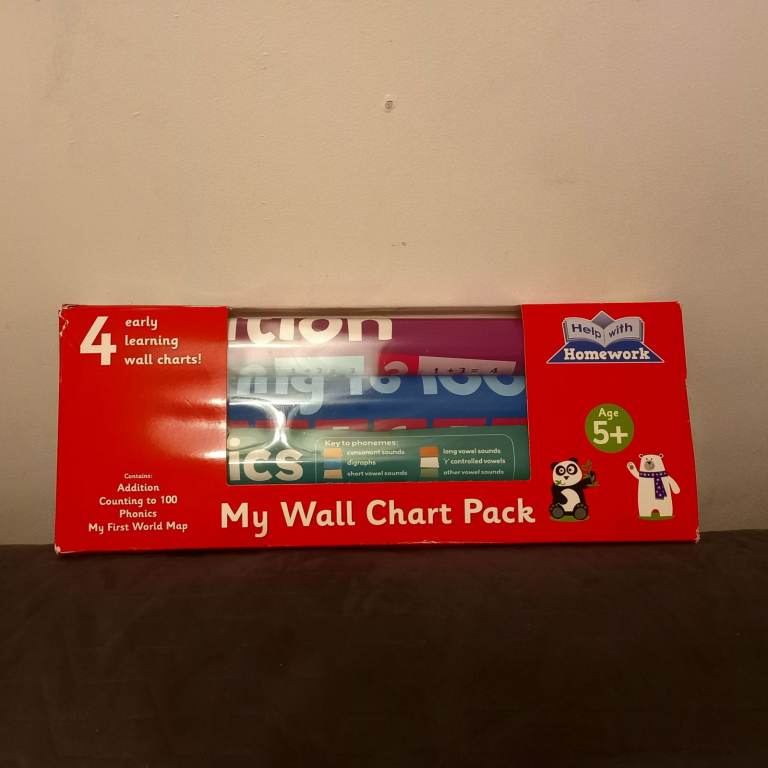 4 early
learning
wall charts!
Contains:
Addition
Counting to 100
Phonics
My First World Map
ition
1 + 3 = 4
ng to 100
ics
Key to phonemes:
consonant sounds
digraphs
short vowel sounds
long vowel sounds
'r' controlled vowels
other vowel sounds
My Wall Chart Pack
Help with
Homework
Age
5+